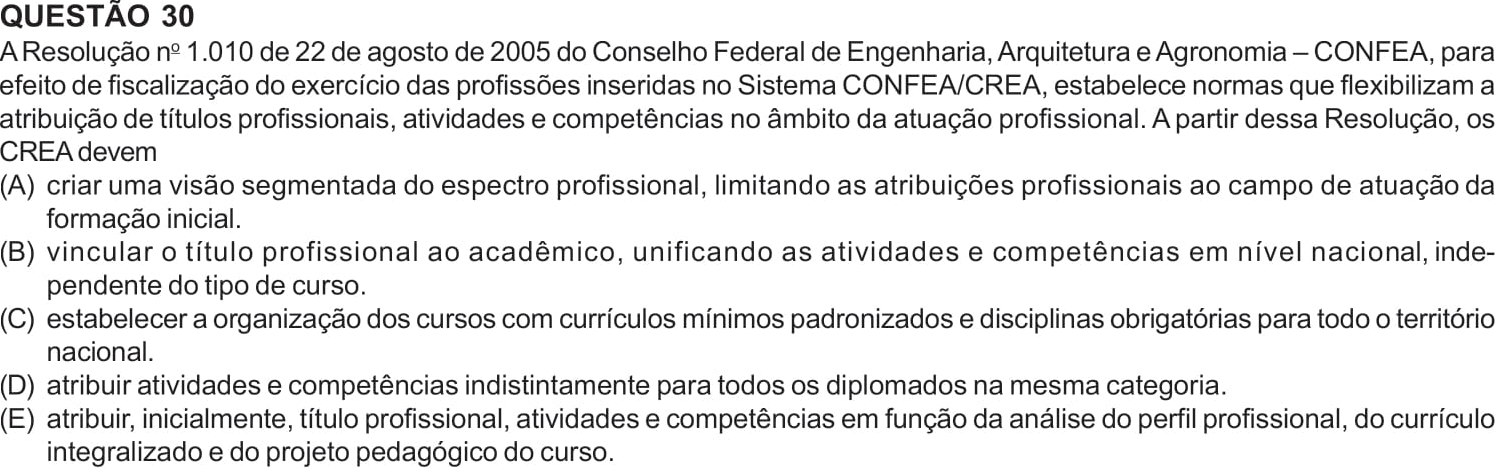 QUESTÃO 30
A Resolução nº 1.010 de 22 de agosto de 2005 do Conselho Federal de Engenharia, Arquitetura e Agronomia – CONFEA, para
efeito de fiscalização do exercício das profissões inseridas no Sistema CONFEA/CREA, estabelece normas que flexibilizam a
atribuição de títulos profissionais, atividades e competências no âmbito da atuação profissional. A partir dessa Resolução, os
CREA devem
(A) criar uma visão segmentada do espectro profissional, limitando as atribuições profissionais ao campo de atuação da
formação inicial.
(B) vincular o título profissional ao acadêmico, unificando as atividades e competências em nível nacional, inde-
pendente do tipo de curso.
(C) estabelecer a organização dos cursos com currículos mínimos padronizados e disciplinas obrigatórias para todo o território
nacional.
(D) atribuir atividades e competências indistintamente para todos os diplomados na mesma categoria.
(E) atribuir, inicialmente, título profissional, atividades e competências em função da análise do perfil profissional, do currículo
integralizado e do projeto pedagógico do curso.